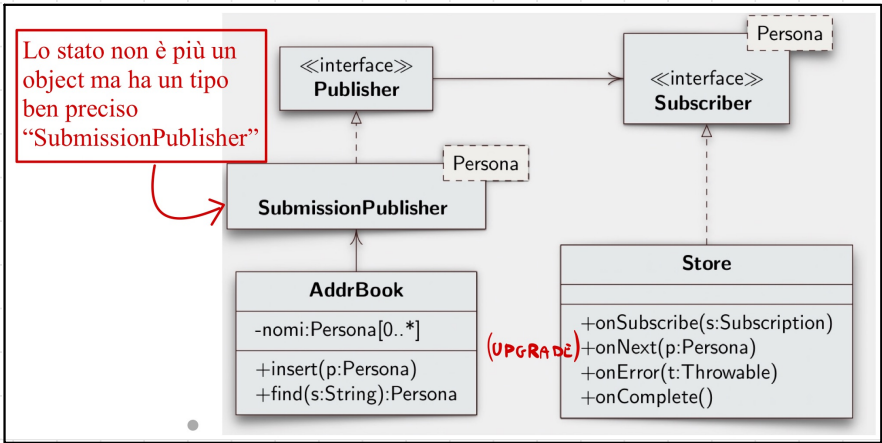 Lo stato non è più un
object ma ha un tipo
ben preciso
“SubmissionPublisher”
≪interface≫
Publisher
Persona
≪interface≫
Subscriber
Persona
SubmissionPublisher
AddrBook
-nomi:Persona[0..*]
+insert(p:Persona)
+find(s:String):Persona
(UPGRADE)
Store
+onSubscribe(s:Subscription)
+onNext(p:Persona)
+onError(t:Throwable)
+onComplete()